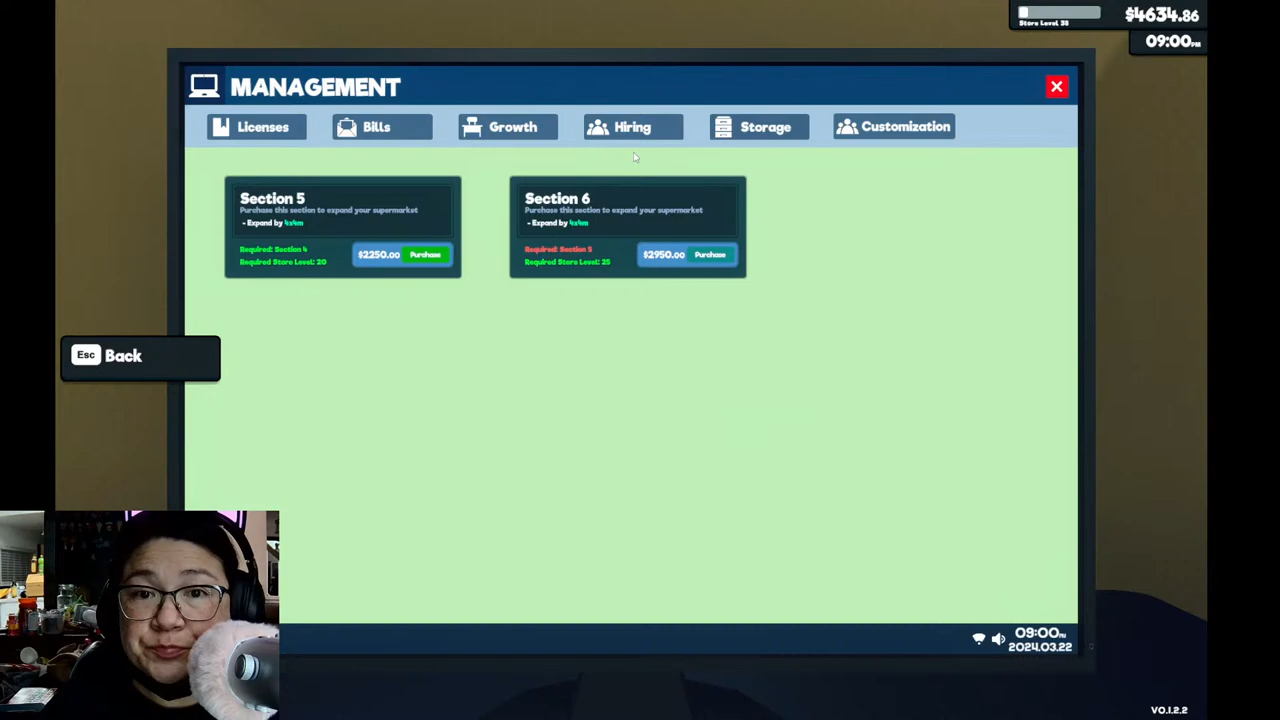 $4634.86
Store Level 38
09:00PM
MANAGEMENT
Licenses
Bills
Growth
Hiring
Storage
Customization
Section 5
Purchase this section to expand your supermarket
- Expand by 4x4m
Required: Section 4
Required Store Level: 20
$2250.00 Purchase
Section 6
Purchase this section to expand your supermarket
- Expand by 4x4m
Required: Section 5
Required Store Level: 25
$2950.00 Purchase
Esc Back
09:00PM
2024.03.22
V0.1.2.2